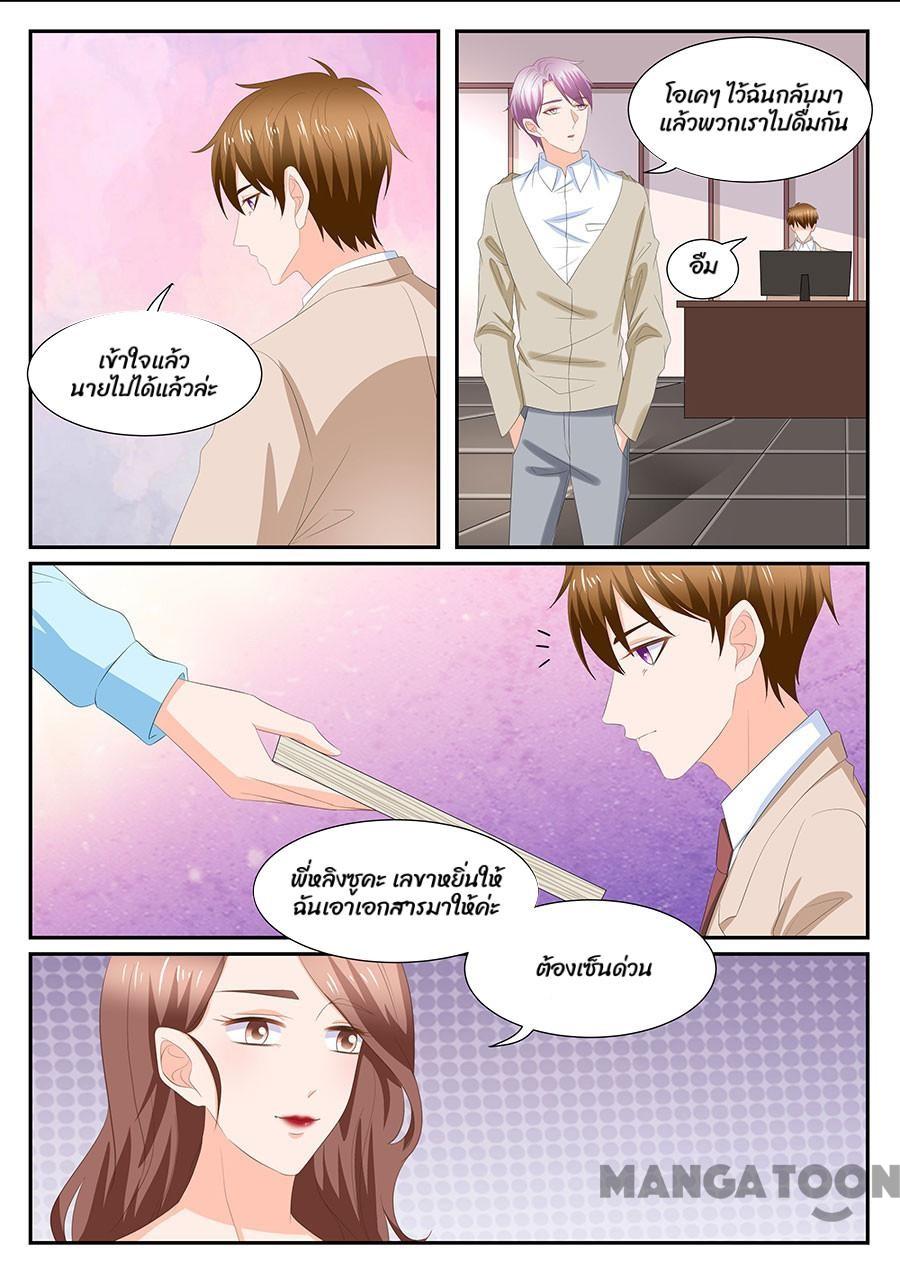 เข้าใจแล้ว
นายไปได้แล้วล่ะ
โอเคๆ ไว้ฉันกลับมา
แล้วพวกเราไปดื่มกัน
อืม
พี่หลิงซูคะ เลขาหยิ่นให้
ฉันเอาเอกสารมาให้ค่ะ
ต้องเซ็นด่วน
MANGATOON